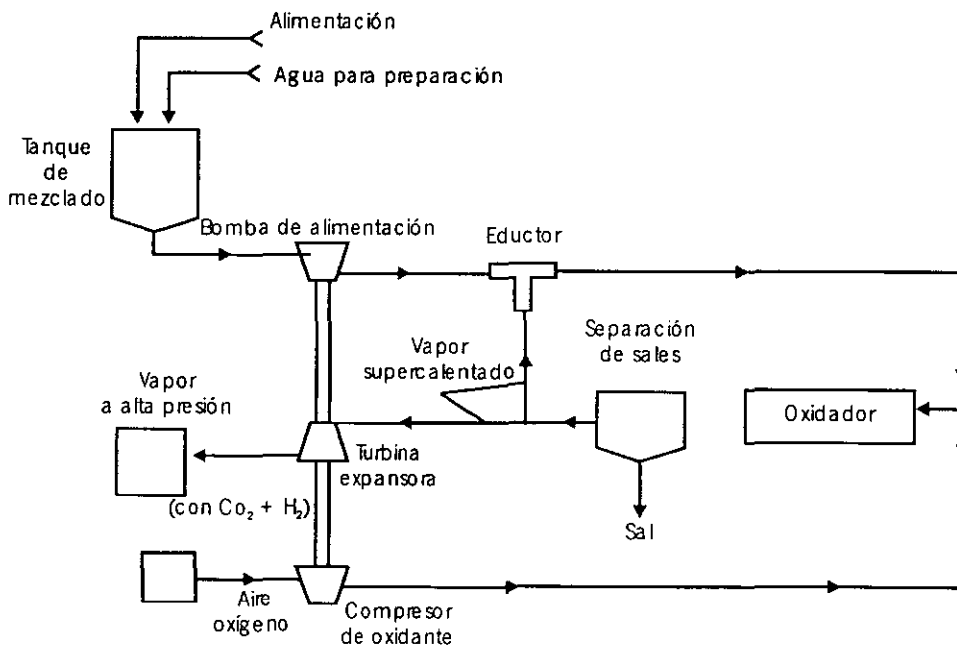 Alimentación
Agua para preparación
Tanque
de
mezclado
Bomba de alimentación
Eductor
Separación
de sales
Vapor
supercalentado
Vapor
a alta presión
Oxidador
Turbina
expansora
(con Co₂ + H₂)
Sal
Aire
oxígeno
Compresor
de oxidante